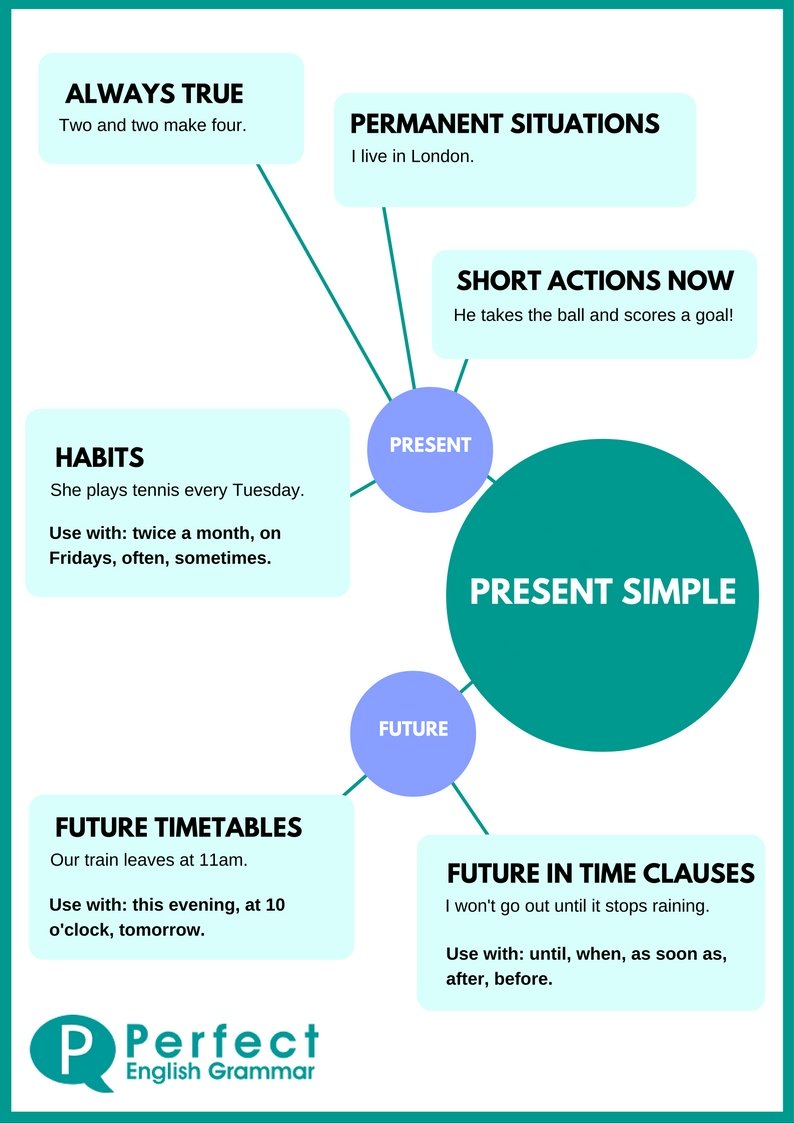 ALWAYS TRUE
Two and two make four.
PERMANENT SITUATIONS
I live in London.
SHORT ACTIONS NOW
He takes the ball and scores a goal!
PRESENT
HABITS
She plays tennis every Tuesday.
Use with: twice a month, on
Fridays, often, sometimes.
PRESENT SIMPLE
FUTURE
FUTURE TIMETABLES
Our train leaves at 11am.
Use with: this evening, at 10
o'clock, tomorrow.
FUTURE IN TIME CLAUSES
I won't go out until it stops raining.
Use with: until, when, as soon as,
after, before.
P
Perfect
English Grammar